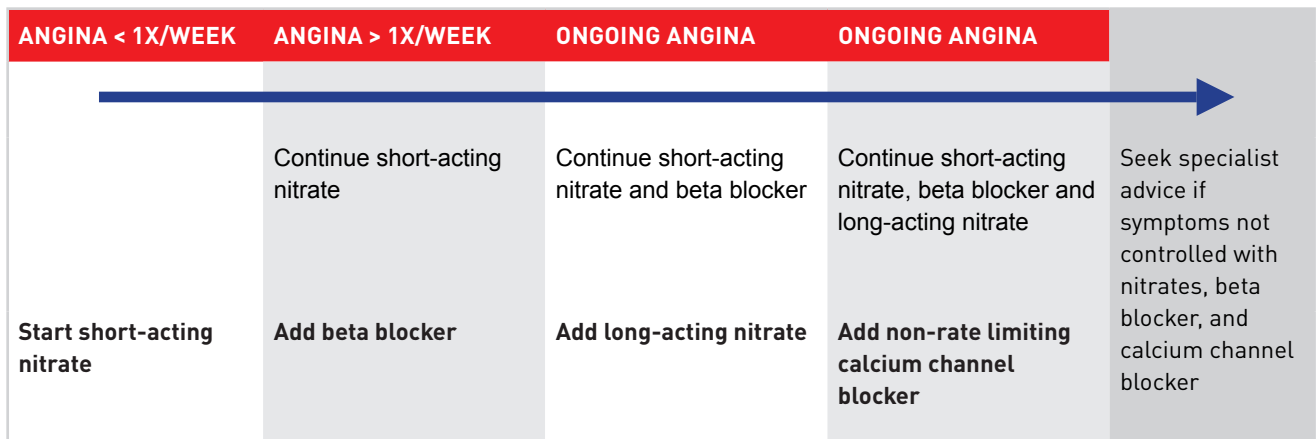 ANGINA < 1X/WEEK
ANGINA > 1X/WEEK
ONGOING ANGINA
ONGOING ANGINA
Start short-acting
nitrate
Continue short-acting
nitrate
Add beta blocker
Continue short-acting
nitrate and beta blocker
Add long-acting nitrate
Continue short-acting
nitrate, beta blocker and
long-acting nitrate
Add non-rate limiting
calcium channel
blocker
Seek specialist
advice if
symptoms not
controlled with
nitrates, beta
blocker, and
calcium channel
blocker